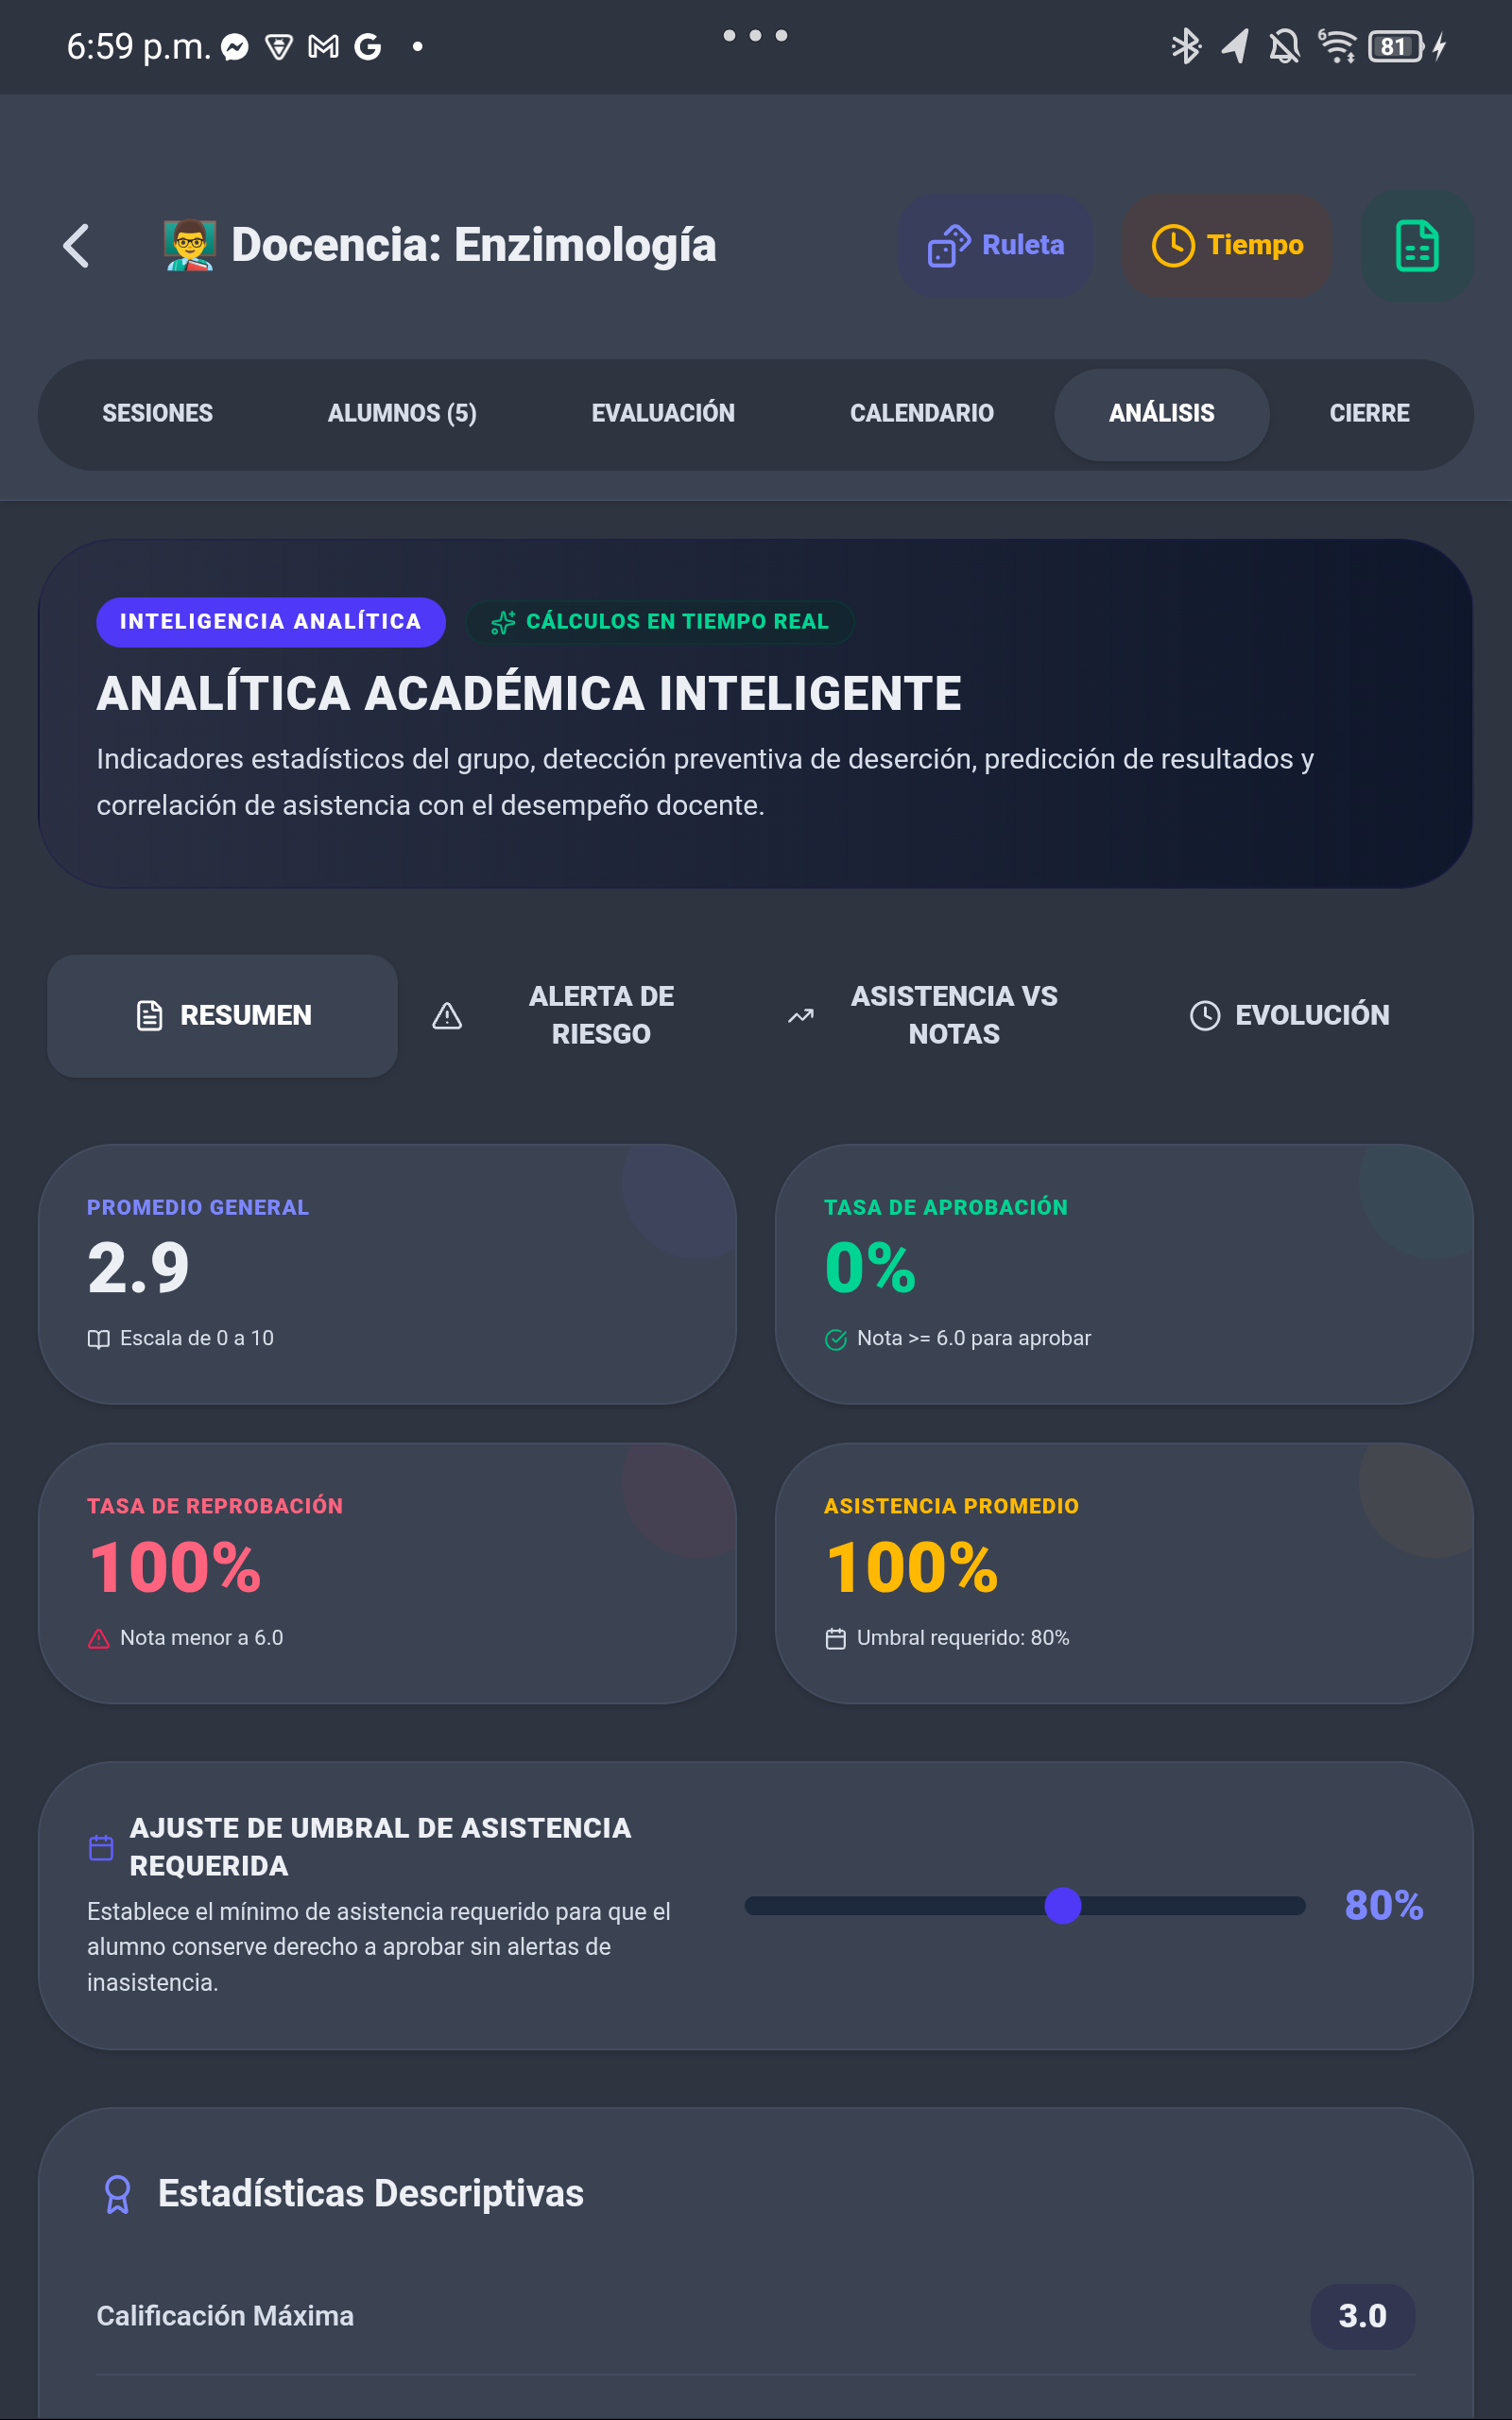 6:59 p.m.
6
81
Docencia: Enzimología
Ruleta
Tiempo
SESIONES
ALUMNOS (5)
EVALUACIÓN
CALENDARIO
ANÁLISIS
CIERRE
INTELIGENCIA ANALÍTICA
CÁLCULOS EN TIEMPO REAL
ANALÍTICA ACADÉMICA INTELIGENTE
Indicadores estadísticos del grupo, detección preventiva de deserción, predicción de resultados y
correlación de asistencia con el desempeño docente.
RESUMEN
ALERTA DE
RIESGO
ASISTENCIA VS
NOTAS
EVOLUCIÓN
PROMEDIO GENERAL
2.9
Escala de 0 a 10
TASA DE APROBACIÓN
0%
Nota >= 6.0 para aprobar
TASA DE REPROBACIÓN
100%
Nota menor a 6.0
ASISTENCIA PROMEDIO
100%
Umbral requerido: 80%
AJUSTE DE UMBRAL DE ASISTENCIA
REQUERIDA
Establece el mínimo de asistencia requerido para que el
alumno conserve derecho a aprobar sin alertas de
inasistencia.
80%
Estadísticas Descriptivas
Calificación Máxima
3.0